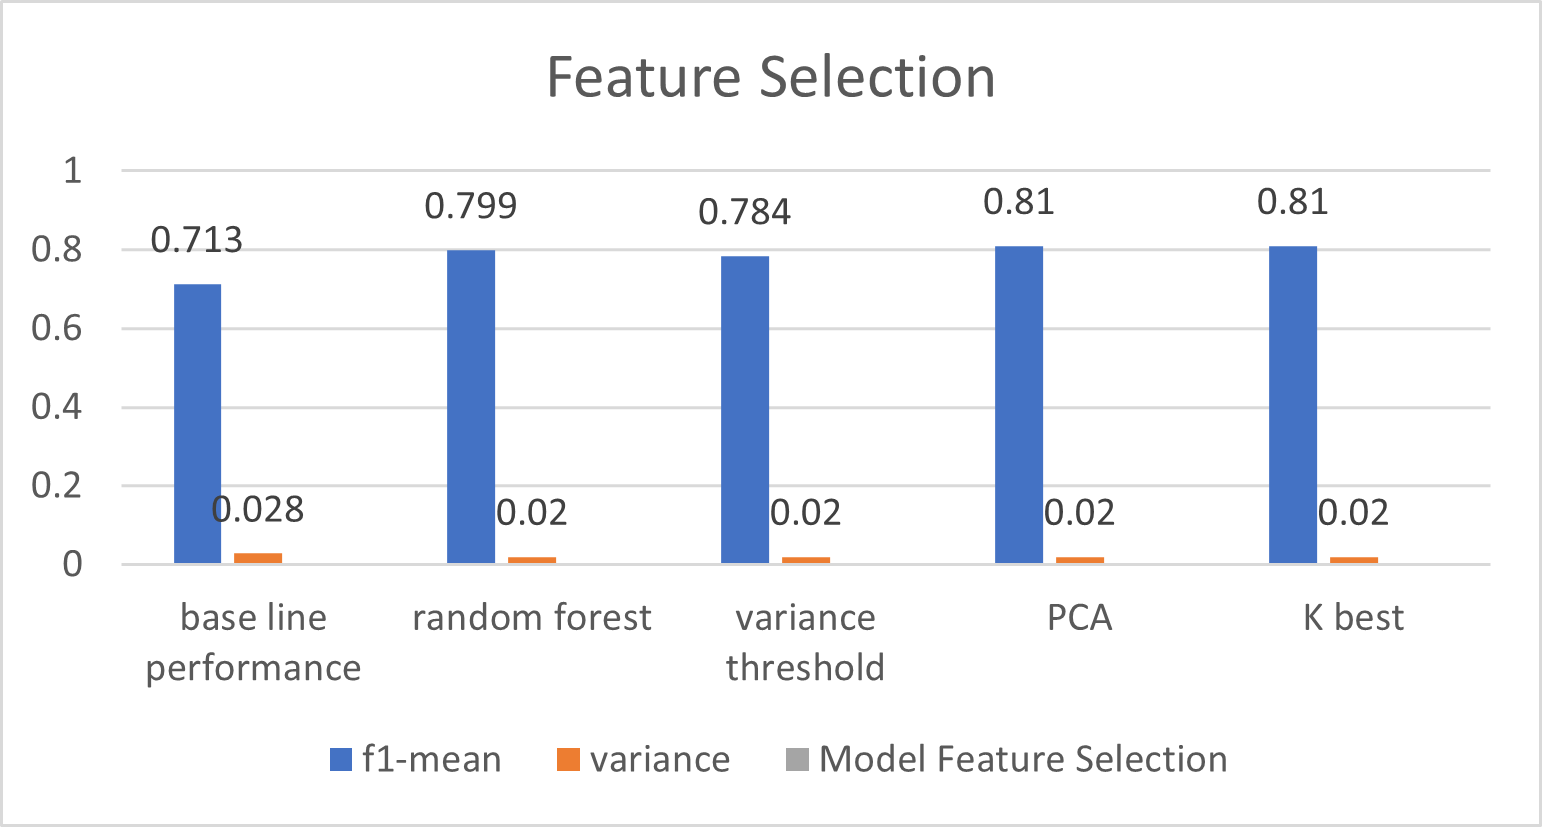 Feature Selection
1
0.8
0.6
0.4
0.2
0
0.713
0.799
0.784
0.81
0.81
0.028
0.02
0.02
0.02
0.02
base line
performance
random forest
variance
threshold
PCA
K best
f1-mean
variance
Model Feature Selection